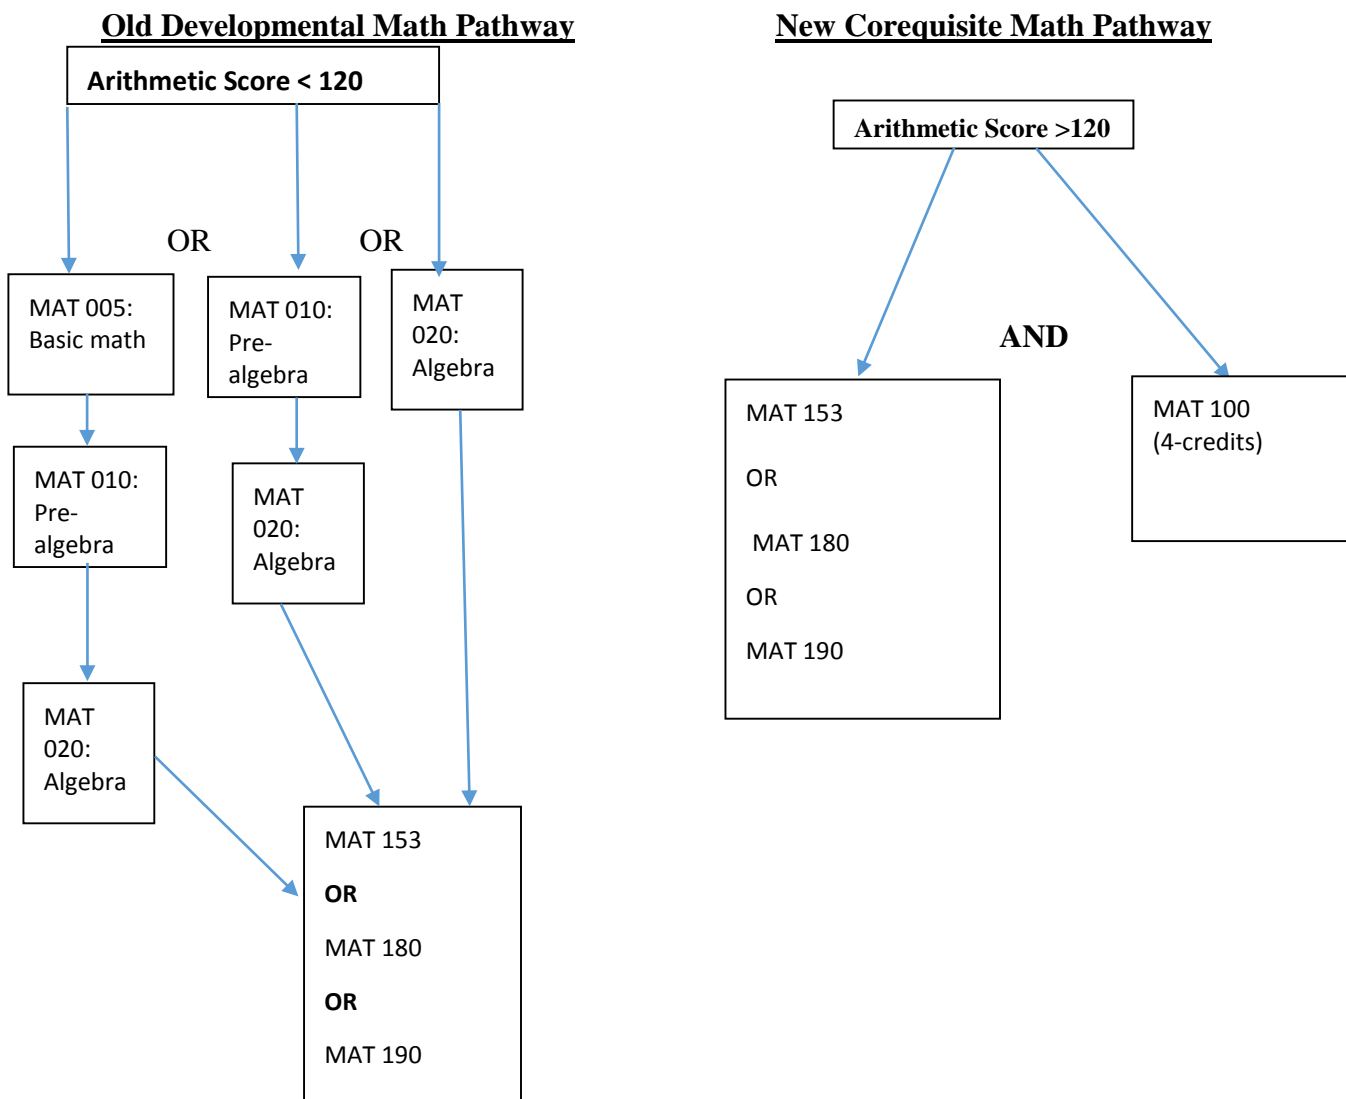 Old Developmental Math Pathway
Arithmetic Score < 120
OR
OR
MAT 005:
Basic math
MAT 010:
Pre-
algebra
MAT
020:
Algebra
MAT 010:
Pre-
algebra
MAT
020:
Algebra
MAT
020:
Algebra
MAT 153
OR
MAT 180
OR
MAT 190
New Corequisite Math Pathway
Arithmetic Score >120
AND
MAT 153
OR
MAT 180
OR
MAT 190
MAT 100
(4-credits)